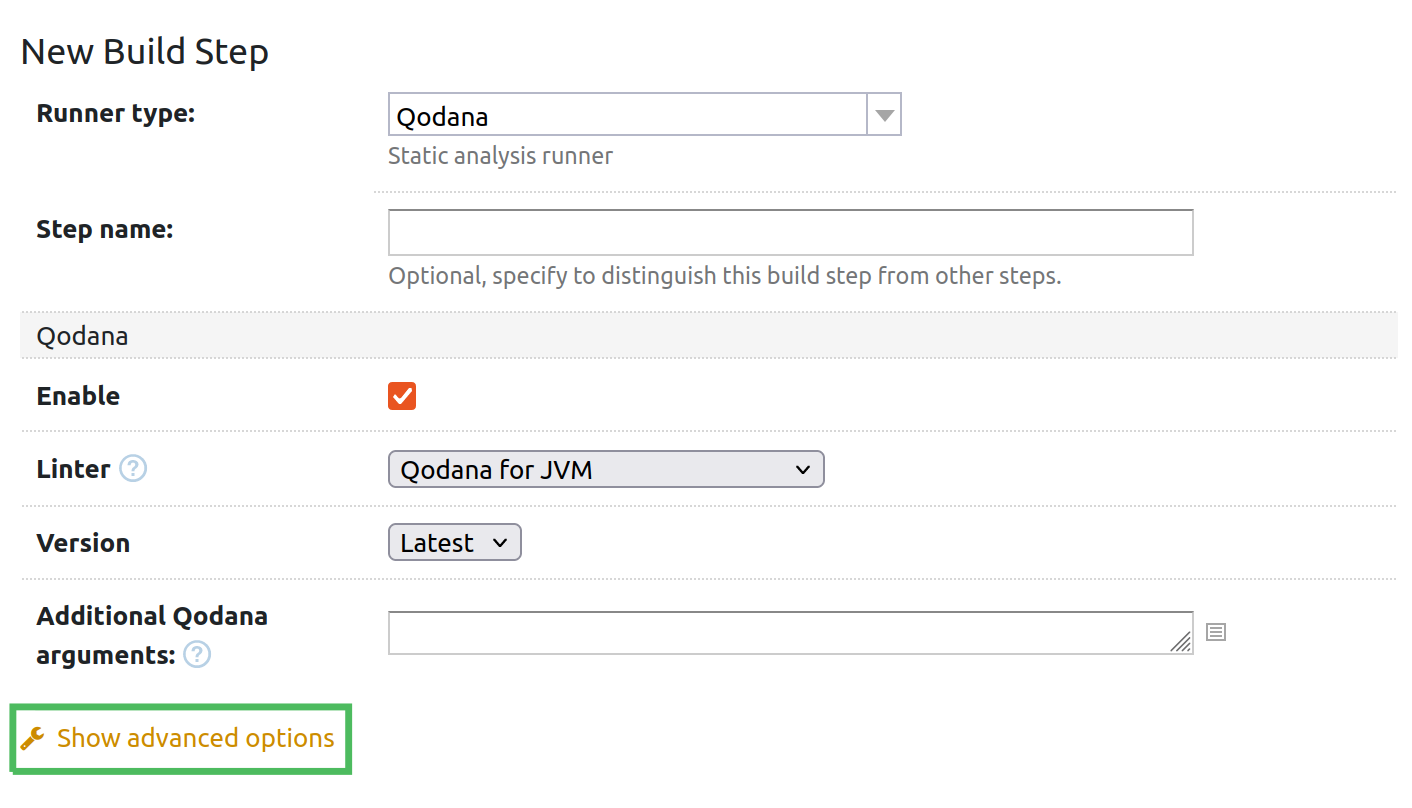 New Build Step
Runner type:
Qodana
Static analysis runner
Step name:
Optional, specify to distinguish this build step from other steps.
Qodana
Enable
Linter ?
Qodana for JVM
Version
Latest
Additional Qodana
arguments: ?
Show advanced options